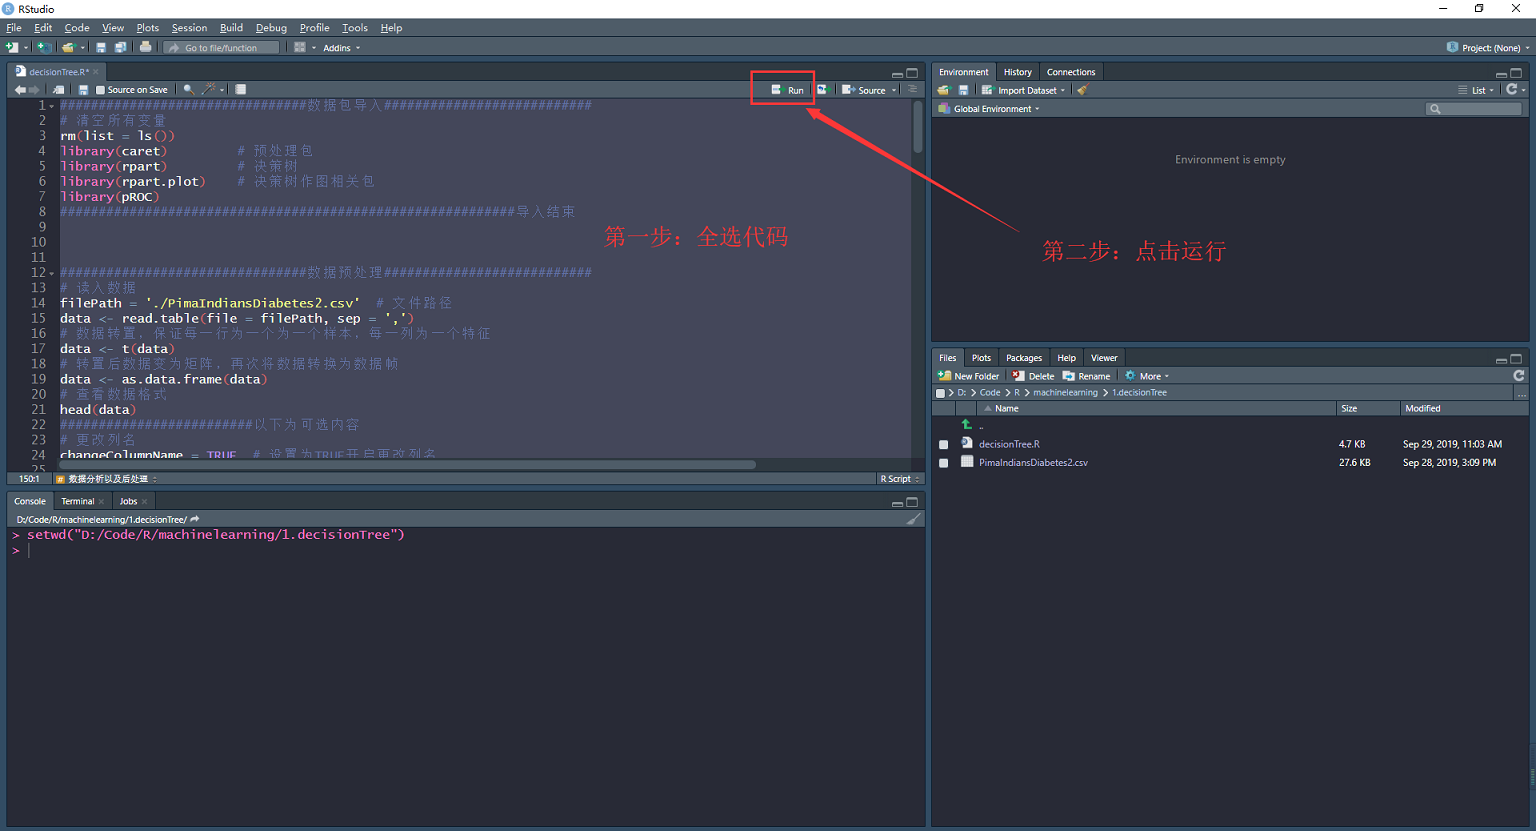 RStudio
File Edit Code View Plots Session Build Debug Profile Tools Help
Go to file/function Addins Project: (None)
decisionTree.R*
Source on Save Run Source
1 ################################数据包导入###########################
2 # 清空所有变量
3 rm(list = ls())
4 library(caret) # 预处理包
5 library(rpart) # 决策树
6 library(rpart.plot) # 决策树作图相关包
7 library(pROC)
8 ###########################################################导入结束
9
10
11
12 ################################数据预处理###########################
13 # 读入数据
14 filePath = './PimaIndiansDiabetes2.csv' # 文件路径
15 data <- read.table(file = filePath, sep = ',')
16 # 数据转置，保证每一行为一个为一个样本，每一列为一个特征
17 data <- t(data)
18 # 转置后数据变为矩阵，再次将数据转换为数据帧
19 data <- as.data.frame(data)
20 # 查看数据格式
21 head(data)
22 #########################以下为可选内容
23 # 更改列名
24 changeColumnName = TRUE # 设置为TRUE开启更改列名
25
第一步：全选代码
第二步：点击运行
150:1 # 数据分析以及后处理 R Script
Console Terminal Jobs
D:/Code/R/machinelearning/1.decisionTree/
> setwd("D:/Code/R/machinelearning/1.decisionTree")
>
Environment History Connections
Import Dataset List
Global Environment
Environment is empty
Files Plots Packages Help Viewer
New Folder Delete Rename More
D: > Code > R > machinelearning > 1.decisionTree ...
Name Size Modified
..
decisionTree.R 4.7 KB Sep 29, 2019, 11:03 AM
PimaIndiansDiabetes2.csv 27.6 KB Sep 28, 2019, 3:09 PM